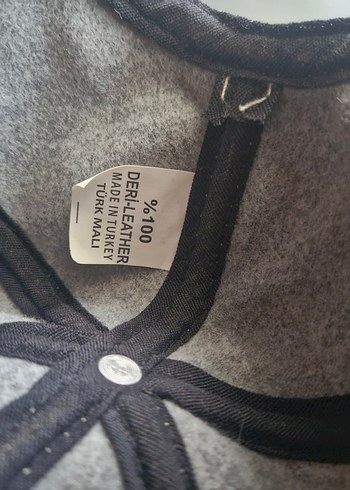 %100
DERİ-LEATHER
MADE IN TURKEY
TÜRK MALI